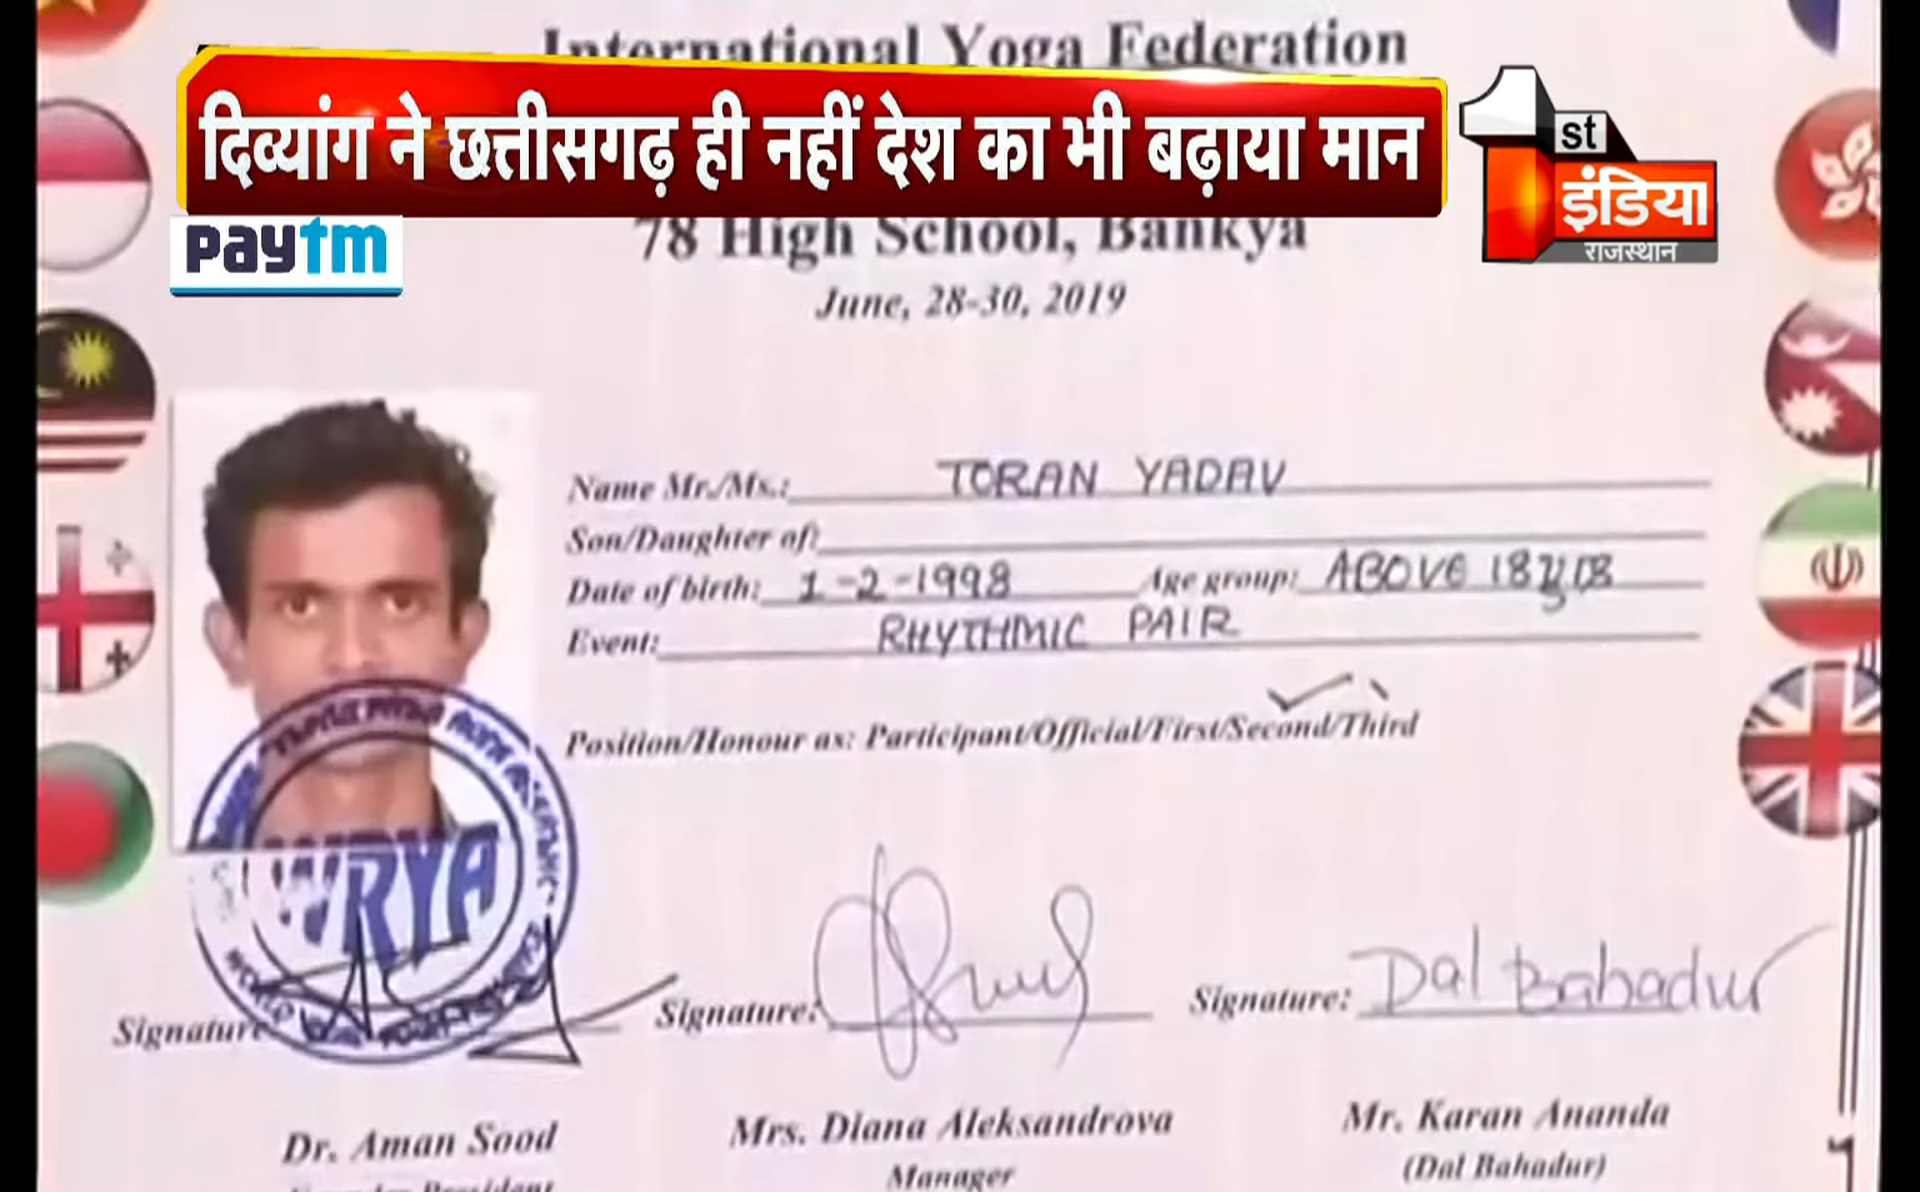 International Yoga Federation
दिव्यांग ने छत्तीसगढ़ ही नहीं देश का भी बढ़ाया मान
1st
इंडिया
राजस्थान
paytm
78 High School, Bankya
June, 28-30, 2019
Name Mr./Ms.: TORAN YADAV
Son/Daughter of:
Date of birth: 1-2-1998 Age group: ABOVE 18
Event: RHYTHMIC PAIR
Position/Honour as: Participant/Official/First/Second/Third
WRYA
Signature:
Signature:
Signature: Dal Bahadur
Dr. Aman Sood
Mrs. Diana Aleksandrova
Manager
Mr. Karan Ananda
(Dal Bahadur)